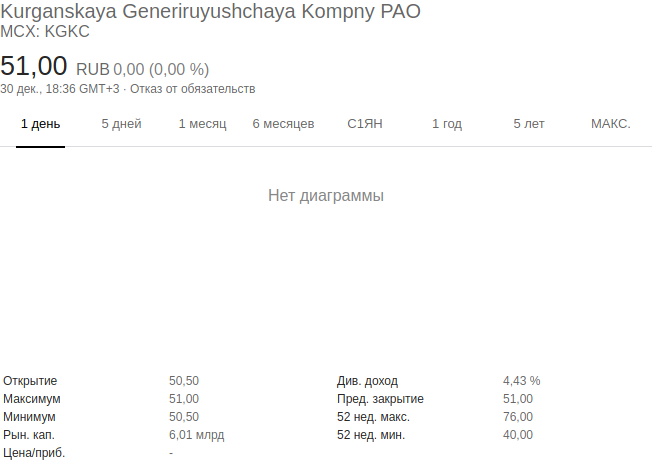 Kurganskaya Generiruyushchaya Kompny PAO
MCX: KGKC
51,00 RUB 0,00 (0,00 %)
30 дек., 18:36 GMT+3 · Отказ от обязательств
1 день 5 дней 1 месяц 6 месяцев С1ЯН 1 год 5 лет МАКС.
Нет диаграммы
Открытие 50,50 Див. доход 4,43 %
Максимум 51,00 Пред. закрытие 51,00
Минимум 50,50 52 нед. макс. 76,00
Рын. кап. 6,01 млрд 52 нед. мин. 40,00
Цена/приб. -